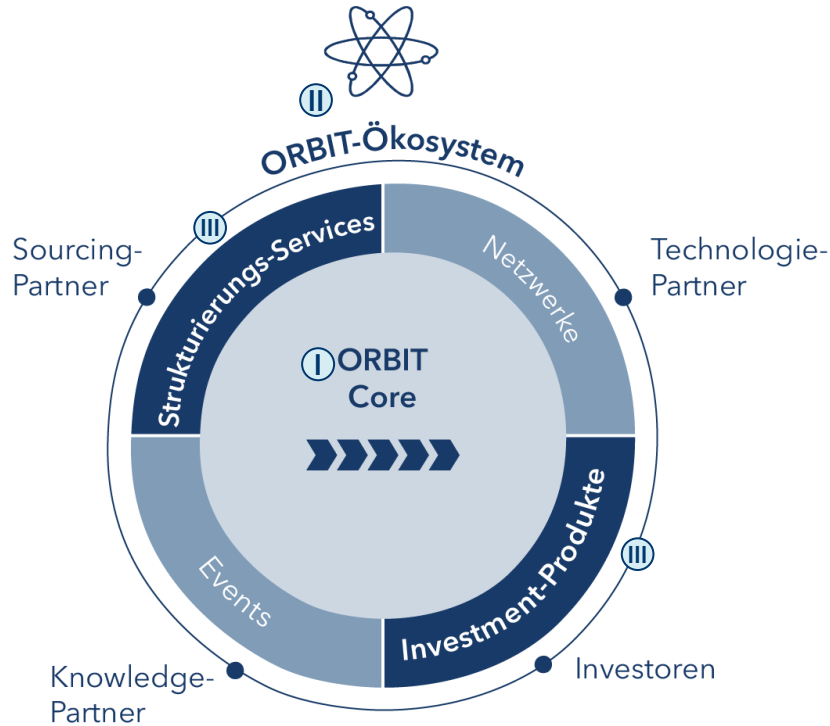 II
ORBIT-Ökosystem
III
Strukturierungs-Services
Netzwerke
Sourcing-
Partner
Technologie-
Partner
I ORBIT
Core
Investment-Produkte
III
Events
Knowledge-
Partner
Investoren